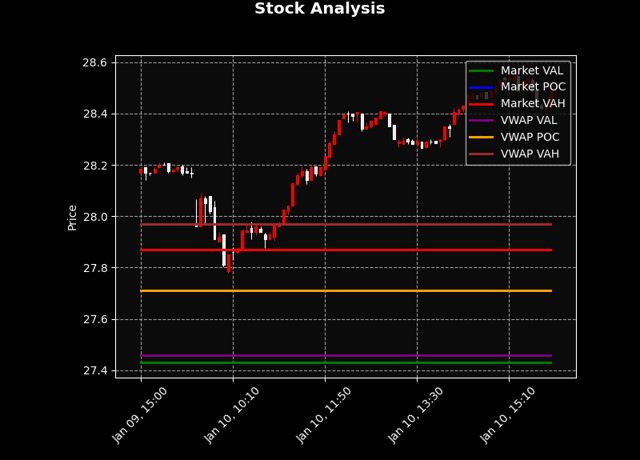 Stock Analysis
28.6
28.4
28.2
28.0
27.8
27.6
27.4
Price
Market VAL
Market POC
Market VAH
VWAP VAL
VWAP POC
VWAP VAH
Jan 09, 15:00
Jan 10, 10:10
Jan 10, 11:50
Jan 10, 13:30
Jan 10, 15:10